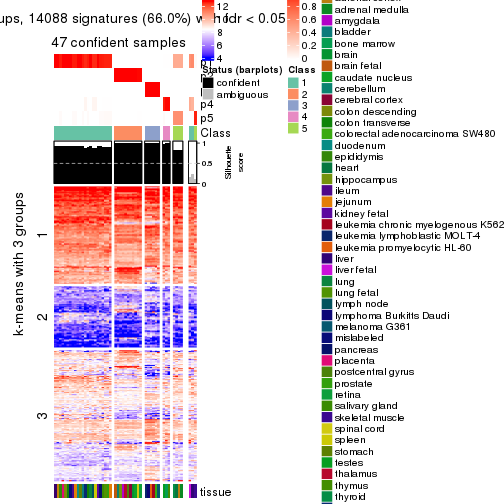 ups, 14088 signatures (66.0%) with fdr < 0.05
47 confident samples
p4
p5
Class
1
0.5
0
Silhouette
score
k-means with 3 groups
1
2
3
tissue
12
10
8
6
4
0.8
0.6
0.4
0.2
0
Status (barplots)
confident
ambiguous
Class
1
2
3
4
5
adrenal medulla
amygdala
bladder
bone marrow
brain
brain fetal
caudate nucleus
cerebellum
cerebral cortex
colon descending
colon transverse
colorectal adenocarcinoma SW480
duodenum
epididymis
heart
hippocampus
ileum
jejunum
kidney fetal
leukemia chronic myelogenous K562
leukemia lymphoblastic MOLT-4
leukemia promyelocytic HL-60
liver
liver fetal
lung
lung fetal
lymph node
lymphoma Burkitts Daudi
melanoma G361
mislabeled
pancreas
placenta
postcentral gyrus
prostate
retina
salivary gland
skeletal muscle
spinal cord
spleen
stomach
testes
thalamus
thymus
thyroid